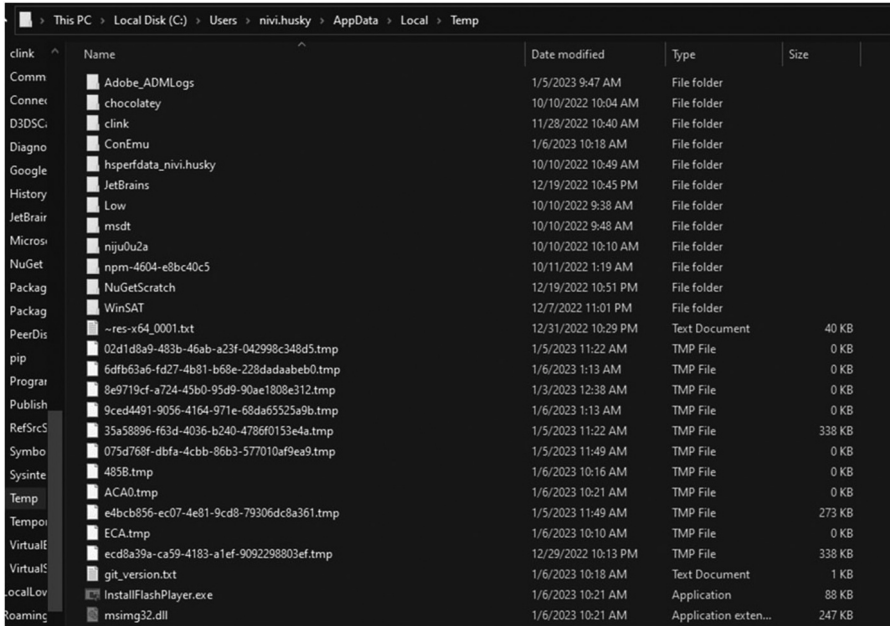 This PC > Local Disk (C:) > Users > nivi.husky > AppData > Local > Temp
Name Date modified Type Size
clink
Comm
Connec
D3DSCa
Diagno
Google
History
JetBrair
Micros
NuGet
Packag
Packag
PeerDis
pip
Program
Publish
RefSrcS
Symbo
Sysinte
Temp
Tempor
VirtualB
VirtualS
LocalLov
Roaming
Adobe_ADMLogs 1/5/2023 9:47 AM File folder
chocolatey 10/10/2022 10:04 AM File folder
clink 11/28/2022 10:40 AM File folder
ConEmu 1/6/2023 10:18 AM File folder
hsperfdata_nivi.husky 10/10/2022 10:49 AM File folder
JetBrains 12/19/2022 10:45 PM File folder
Low 10/10/2022 9:38 AM File folder
msdt 10/10/2022 9:48 AM File folder
niju0u2a 10/10/2022 10:10 AM File folder
npm-4604-e8bc40c5 10/11/2022 1:19 AM File folder
NuGetScratch 12/19/2022 10:51 PM File folder
WinSAT 12/7/2022 11:01 PM File folder
~res-x64_0001.txt 12/31/2022 10:29 PM Text Document 40 KB
02d1d8a9-483b-46ab-a23f-042998c348d5.tmp 1/5/2023 11:22 AM TMP File 0 KB
6dfb63a6-fd27-4b81-b68e-228dadaabeb0.tmp 1/6/2023 1:13 AM TMP File 0 KB
8e9719cf-a724-45b0-95d9-90ae1808e312.tmp 1/3/2023 12:38 AM TMP File 0 KB
9ced4491-9056-4164-971e-68da65525a9b.tmp 1/6/2023 1:13 AM TMP File 0 KB
35a58896-f63d-4036-b240-4786f0153e4a.tmp 1/5/2023 11:22 AM TMP File 338 KB
075d768f-dbfa-4cbb-86b3-577010af9ea9.tmp 1/5/2023 11:49 AM TMP File 0 KB
485B.tmp 1/6/2023 10:16 AM TMP File 0 KB
ACA0.tmp 1/6/2023 10:21 AM TMP File 0 KB
e4bcb856-ec07-4e81-9cd8-79306dc8a361.tmp 1/5/2023 11:49 AM TMP File 273 KB
ECA.tmp 1/6/2023 10:10 AM TMP File 0 KB
ecd8a39a-ca59-4183-a1ef-9092298803ef.tmp 12/29/2022 10:13 PM TMP File 338 KB
git_version.txt 1/6/2023 10:18 AM Text Document 1 KB
InstallFlashPlayer.exe 1/6/2023 10:21 AM Application 88 KB
msimg32.dll 1/6/2023 10:21 AM Application exten... 247 KB